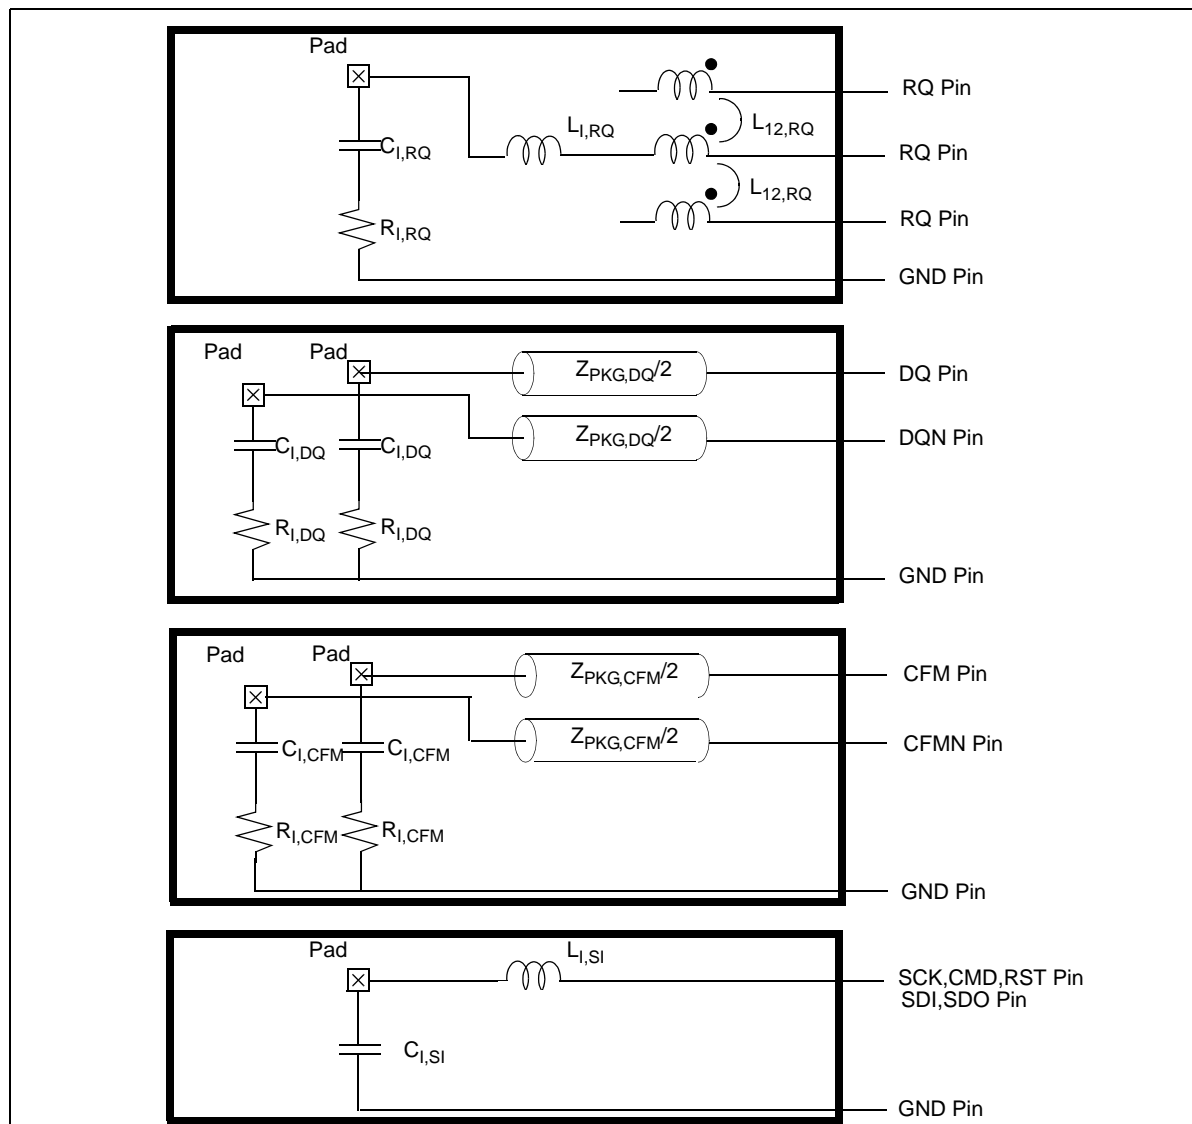 Pad
RQ Pin
L12,RQ
LI,RQ
CI,RQ
RQ Pin
L12,RQ
RI,RQ
RQ Pin
GND Pin
Pad
Pad
ZPKG,DQ/2
DQ Pin
ZPKG,DQ/2
DQN Pin
CI,DQ
CI,DQ
RI,DQ
RI,DQ
GND Pin
Pad
Pad
ZPKG,CFM/2
CFM Pin
ZPKG,CFM/2
CFMN Pin
CI,CFM
CI,CFM
RI,CFM
RI,CFM
GND Pin
Pad
LI,SI
SCK,CMD,RST Pin
SDI,SDO Pin
CI,SI
GND Pin